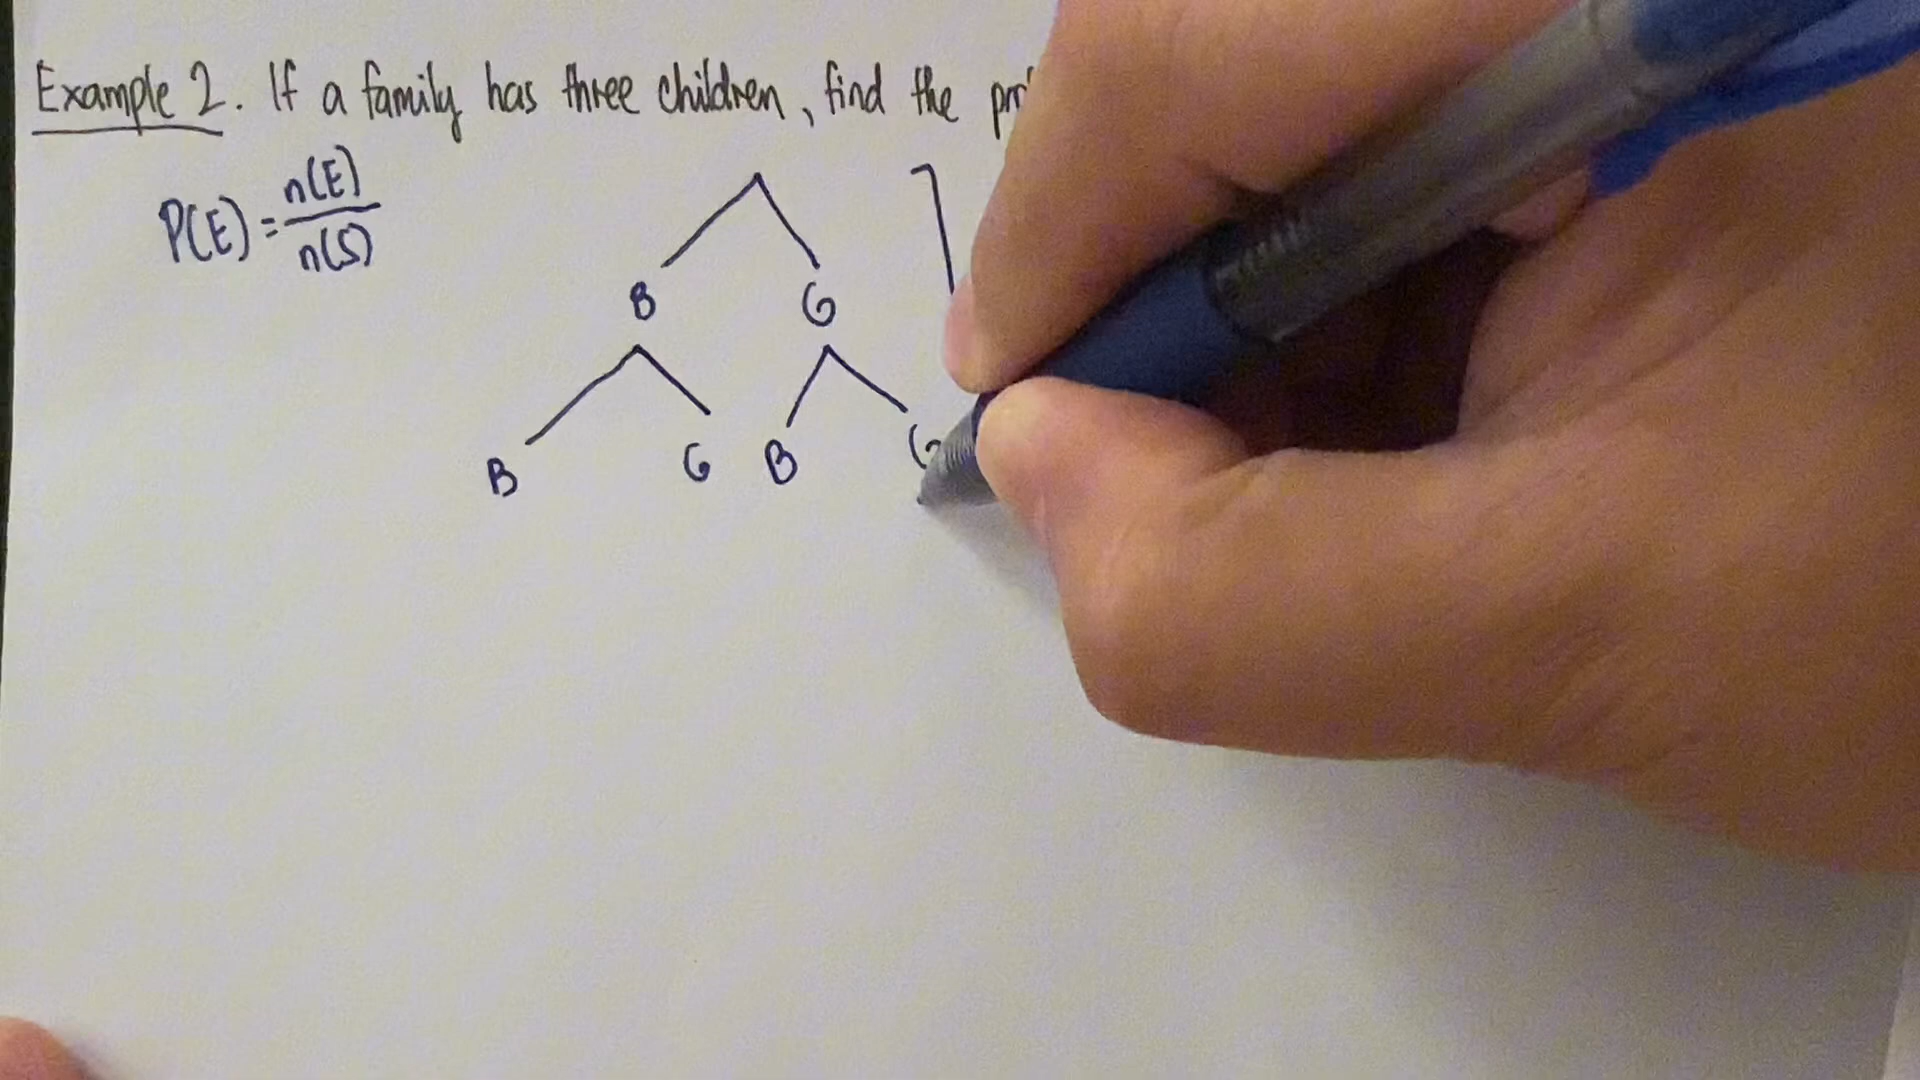 Example 2. If a family has three children, find the
P(E) = n(E)/n(S)
B G
B G B G